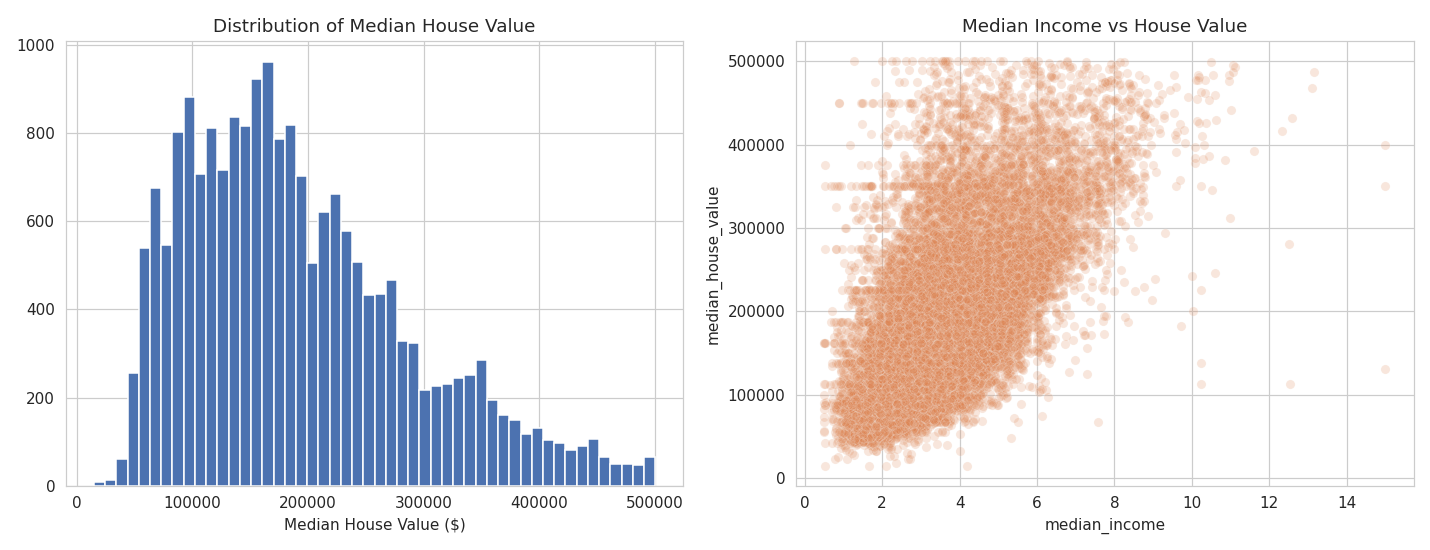 Distribution of Median House Value
1000
800
600
400
200
0
0 100000 200000 300000 400000 500000
Median House Value ($)
Median Income vs House Value
500000
400000
300000
200000
100000
0
median_house_value
0 2 4 6 8 10 12 14
median_income